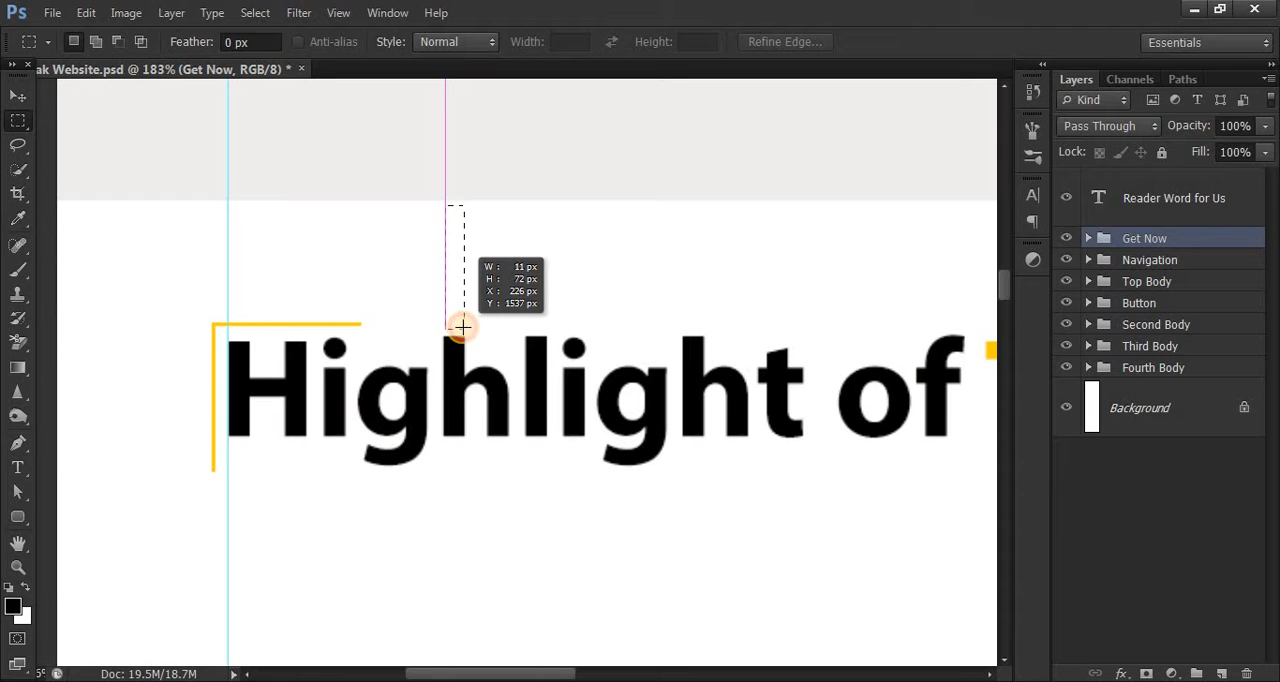 Ps File Edit Image Layer Type Select Filter View Window Help
Feather: 0 px Anti-alias Style: Normal Width: Height: Refine Edge... Essentials
ak Website.psd @ 183% (Get Now, RGB/8) * ×
Layers Channels Paths
Kind
Pass Through Opacity: 100%
Lock: Fill: 100%
Reader Word for Us
Get Now
Navigation
Top Body
Button
Second Body
Third Body
Fourth Body
Background
W : 11 px
H : 72 px
X : 226 px
Y : 1537 px
Highlight of
Doc: 19.5M/18.7M